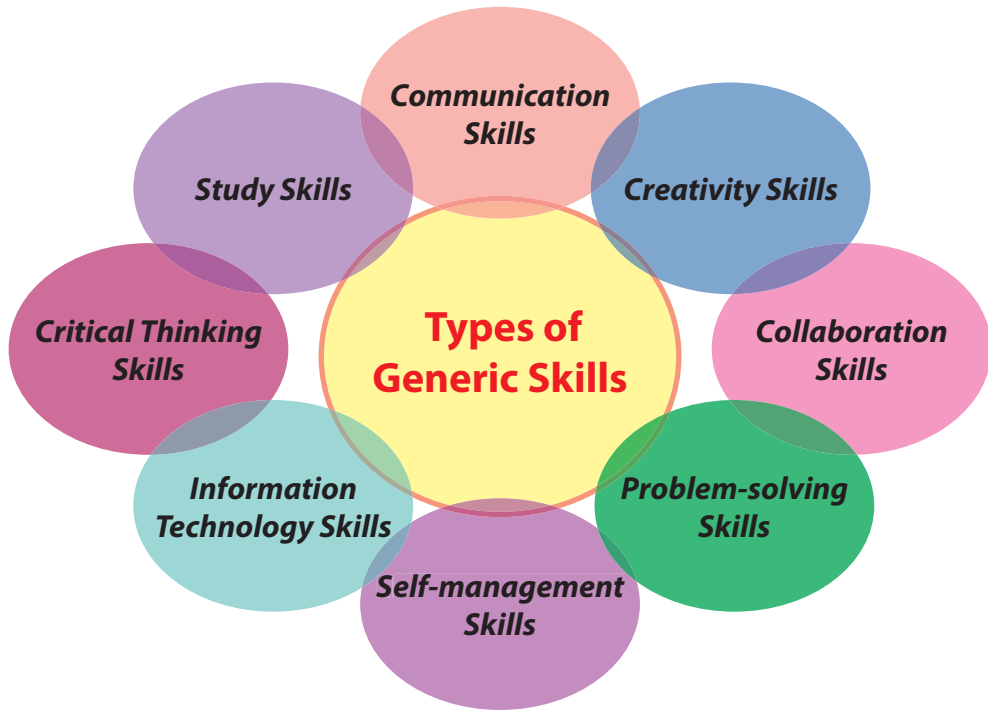 Communication
Skills
Study Skills
Creativity Skills
Critical Thinking
Skills
Types of
Generic Skills
Collaboration
Skills
Information
Technology Skills
Problem-solving
Skills
Self-management
Skills